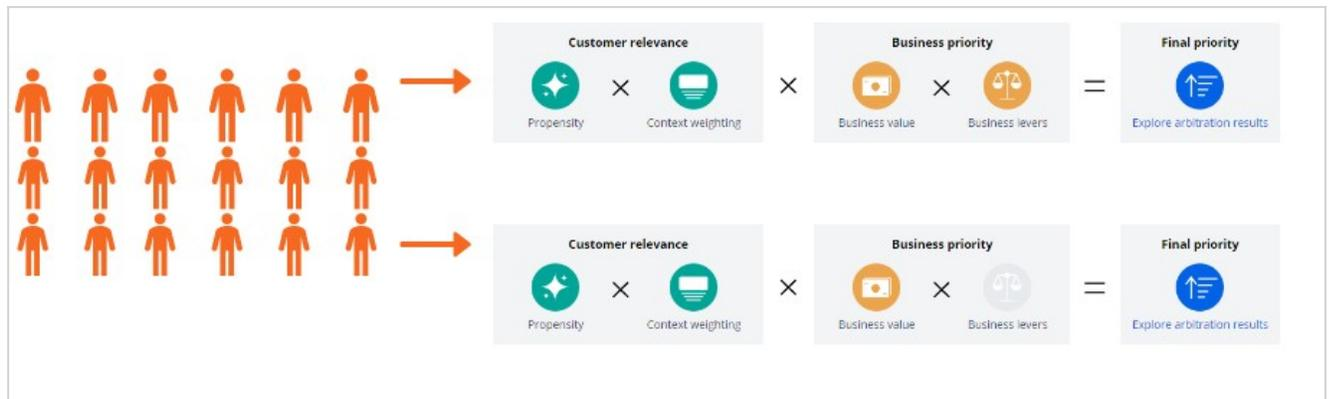 Customer relevance
Business priority
Final priority
×
×
×
=
Propensity
Context weighting
Business value
Business levers
Explore arbitration results
Customer relevance
Business priority
Final priority
×
×
×
=
Propensity
Context weighting
Business value
Business levers
Explore arbitration results